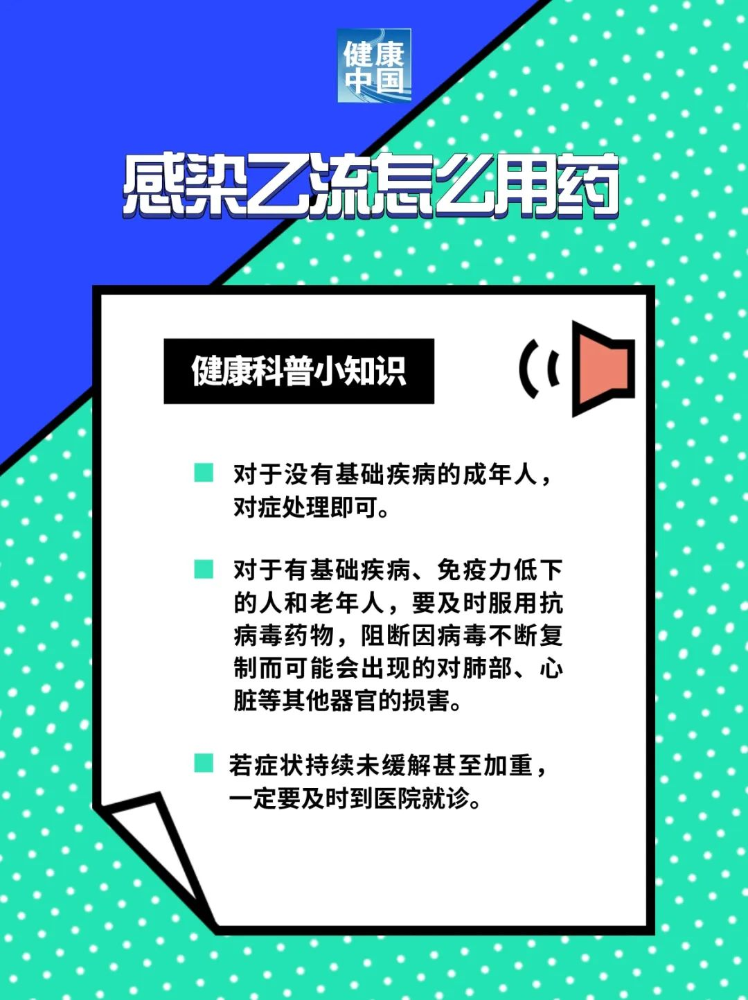 健康
中国
感染乙流怎么用药
健康科普小知识
对于没有基础疾病的成年人，
对症处理即可。
对于有基础疾病、免疫力低下
的人和老年人，要及时服用抗
病毒药物，阻断因病毒不断复
制而可能会出现的对肺部、心
脏等其他器官的损害。
若症状持续未缓解甚至加重，
一定要及时到医院就诊。